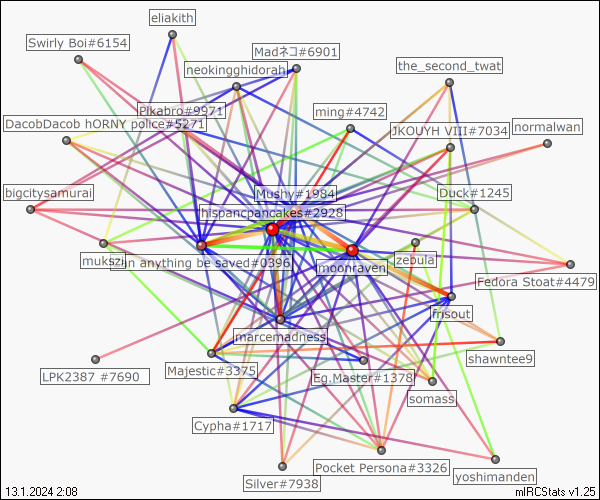 eliakith
Swirly Boi#6154
Madネコ#6901
neokingghidorah
the_second_twat
Pikabro#9971
ming#4742
DacobDacob hORNY police#5271
JKOUYH VIII#7034
normalwan
bigcitysamurai
Mushy#1984
Duck#1245
hispancpancakes#2928
mukszi
in anything be saved#0396
zebula
moonraven
Fedora Stoat#4479
frisout
marcemadness
shawntee9
LPK2387 #7690
Majestic#3375
Eg.Master#1378
somass
Cypha#1717
Pocket Persona#3326
Silver#7938
yoshimanden
13.1.2024 2:08
mIRCStats v1.25